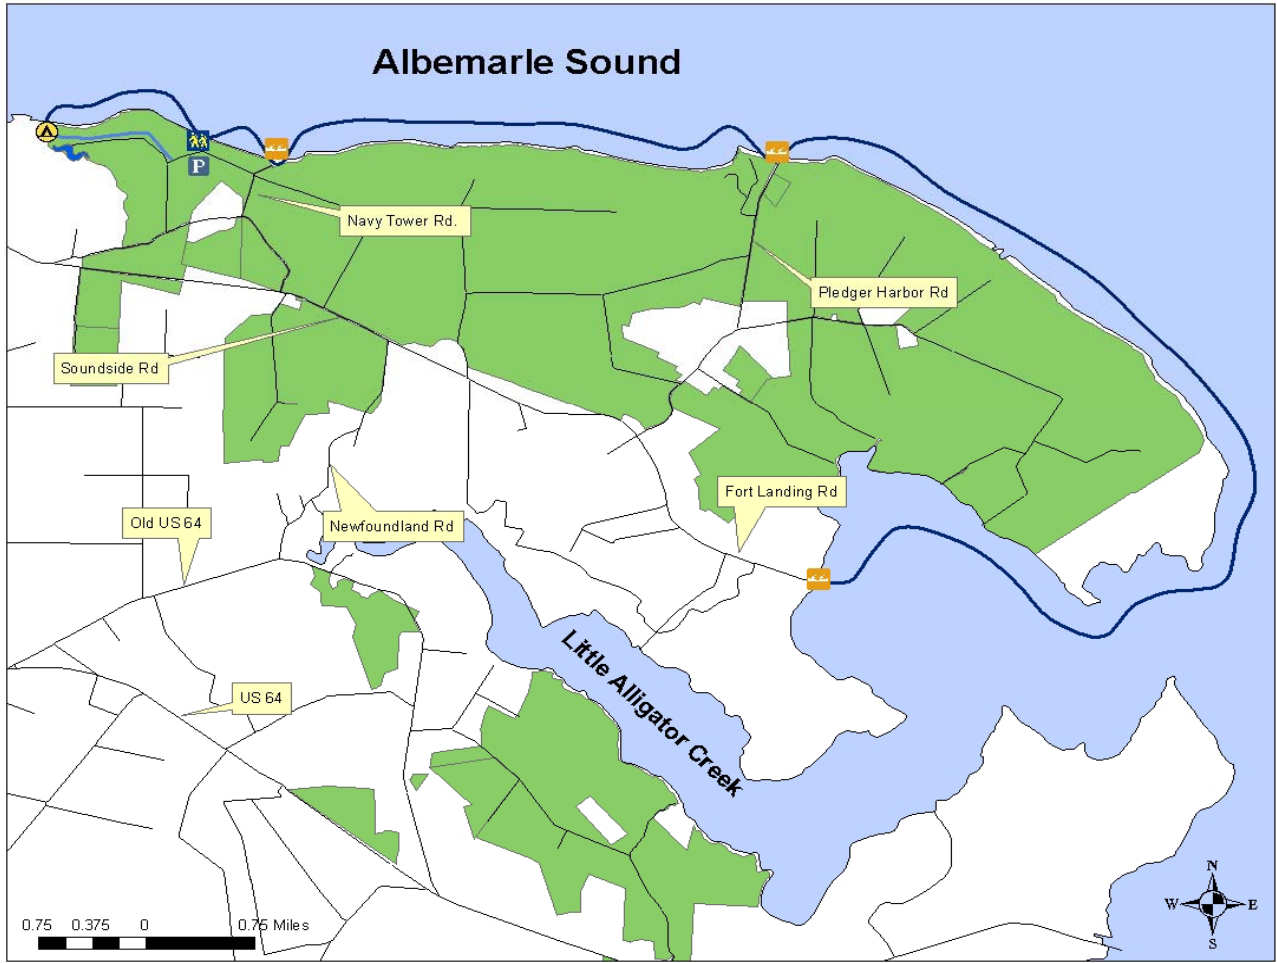 Albemarle Sound
P
Navy Tower Rd.
Pledger Harbor Rd
Soundside Rd
Fort Landing Rd
Old US 64
Newfoundland Rd
US 64
Little Alligator Creek
N
W E
S
0.75 0.375 0 0.75 Miles